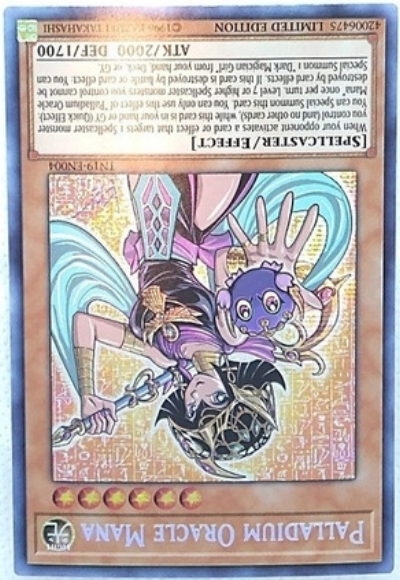 PALLADIUM ORACLE MANA
LIGHT
光
TN19-EN004
[SPELLCASTER/EFFECT]
When your opponent activates a card or effect that targets 1 Spellcaster monster
you control (and no other cards), while this card is in your hand or GY (Quick Effect):
You can Special Summon this card. You can only use this effect of "Palladium Oracle
Mana" once per turn. Level 7 or higher Spellcaster monsters you control cannot be
destroyed by card effects. If this card is destroyed by battle or card effect: You can
Special Summon 1 "Dark Magician Girl" from your hand, Deck, or GY.
ATK/2000 DEF/1700
42006475 LIMITED EDITION ©1996 KAZUKI TAKAHASHI